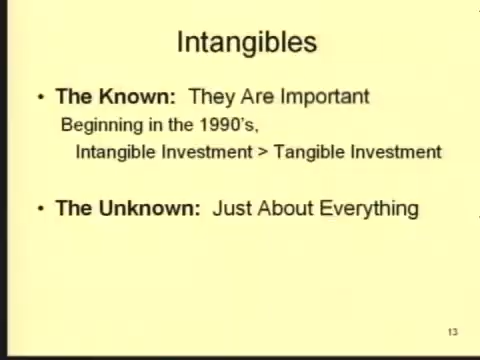 Intangibles
• The Known: They Are Important
Beginning in the 1990's,
Intangible Investment > Tangible Investment
• The Unknown: Just About Everything
13